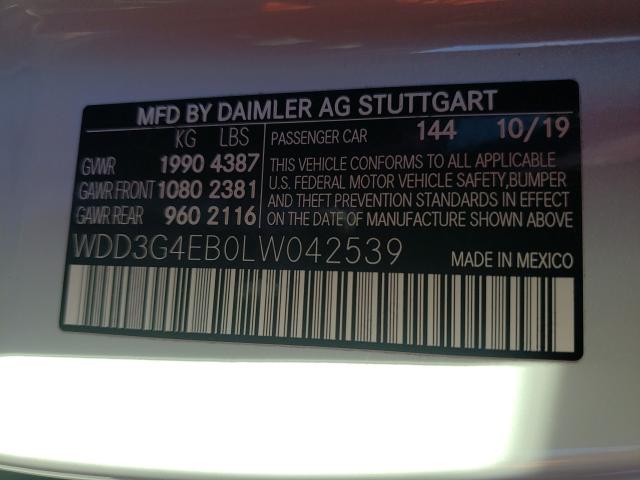 MFD BY DAIMLER AG STUTTGART
KG LBS PASSENGER CAR 144 10/19
GVWR 1990 4387 THIS VEHICLE CONFORMS TO ALL APPLICABLE
GAWR FRONT 1080 2381 U.S. FEDERAL MOTOR VEHICLE SAFETY,BUMPER
AND THEFT PREVENTION STANDARDS IN EFFECT
GAWR REAR 960 2116 ON THE DATE OF MANUFACTURE SHOWN ABOVE
WDD3G4EB0LW042539 MADE IN MEXICO